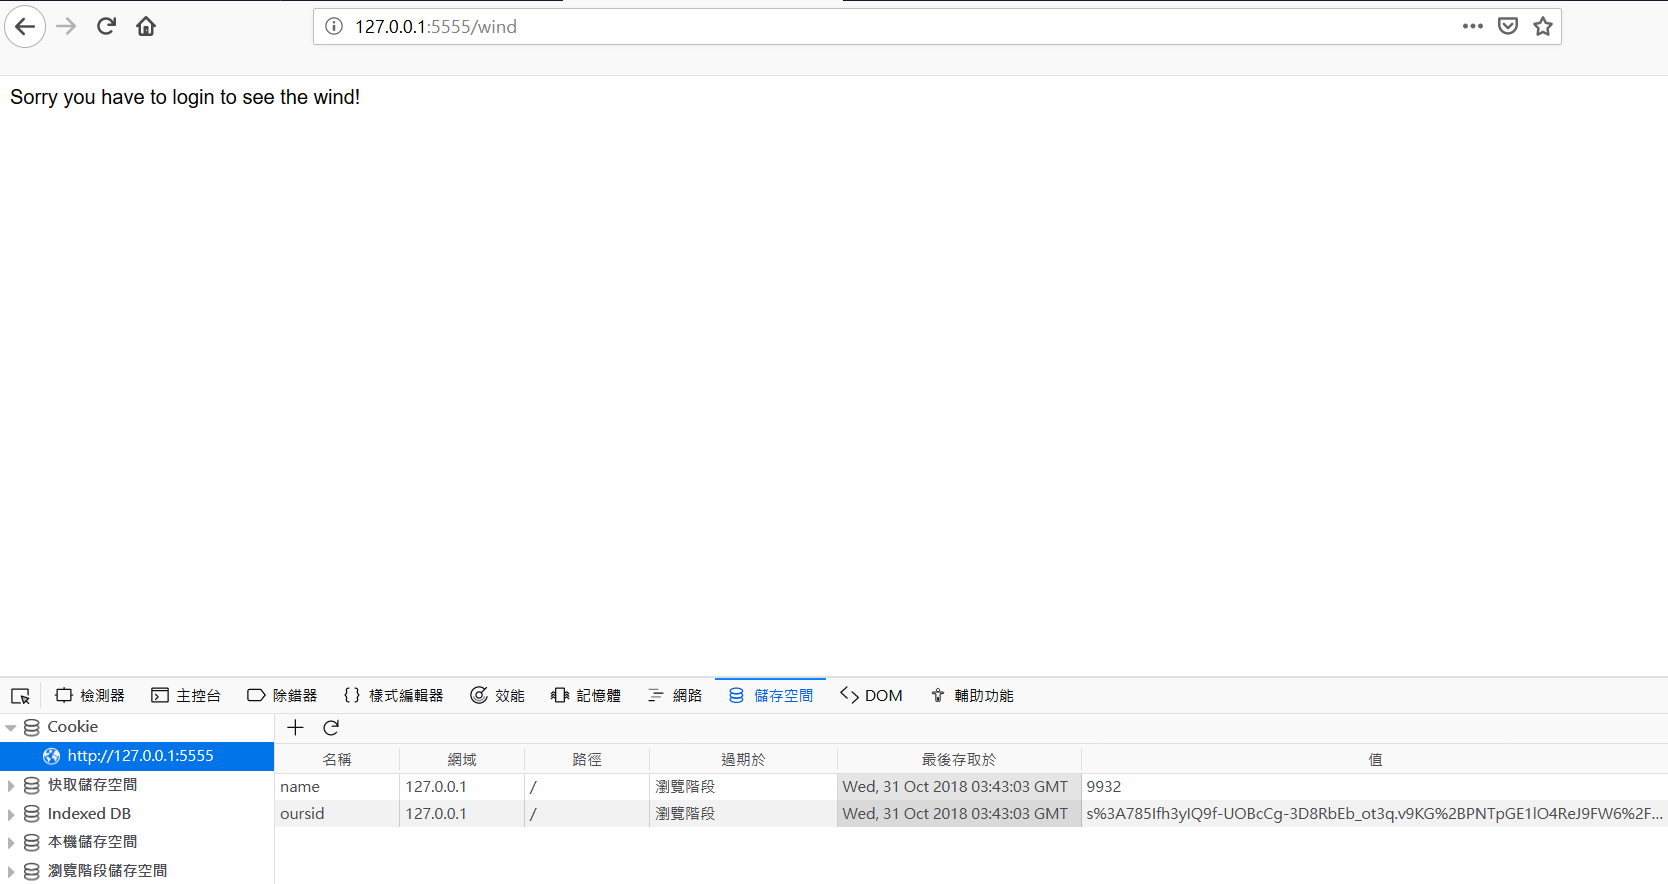 127.0.0.1:5555/wind
Sorry you have to login to see the wind!
檢測器 主控台 除錯器 {} 樣式編輯器 效能 記憶體 網路 儲存空間 DOM 輔助功能
Cookie
http://127.0.0.1:5555
快取儲存空間
Indexed DB
本機儲存空間
瀏覽階段儲存空間
名稱 網域 路徑 過期於 最後存取於 值
name 127.0.0.1 / 瀏覽階段 Wed, 31 Oct 2018 03:43:03 GMT 9932
oursid 127.0.0.1 / 瀏覽階段 Wed, 31 Oct 2018 03:43:03 GMT s%3A785Ifh3yIQ9f-UOBcCg-3D8RbEb_ot3q.v9KG%2BPNTpGE1lO4ReJ9FW6%2F...